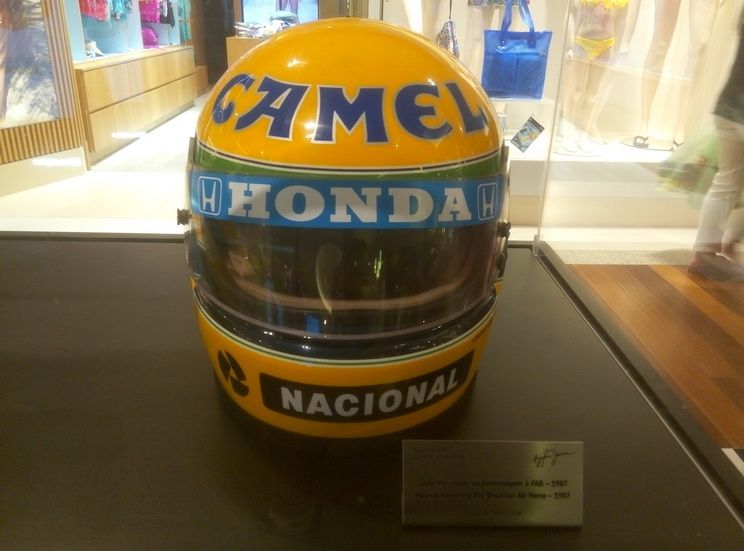 CAMEL
HONDA
NACIONAL
Capacete usado na homenagem à FAB – 1987
Helmet honoring the Brazilian Air Force – 1987